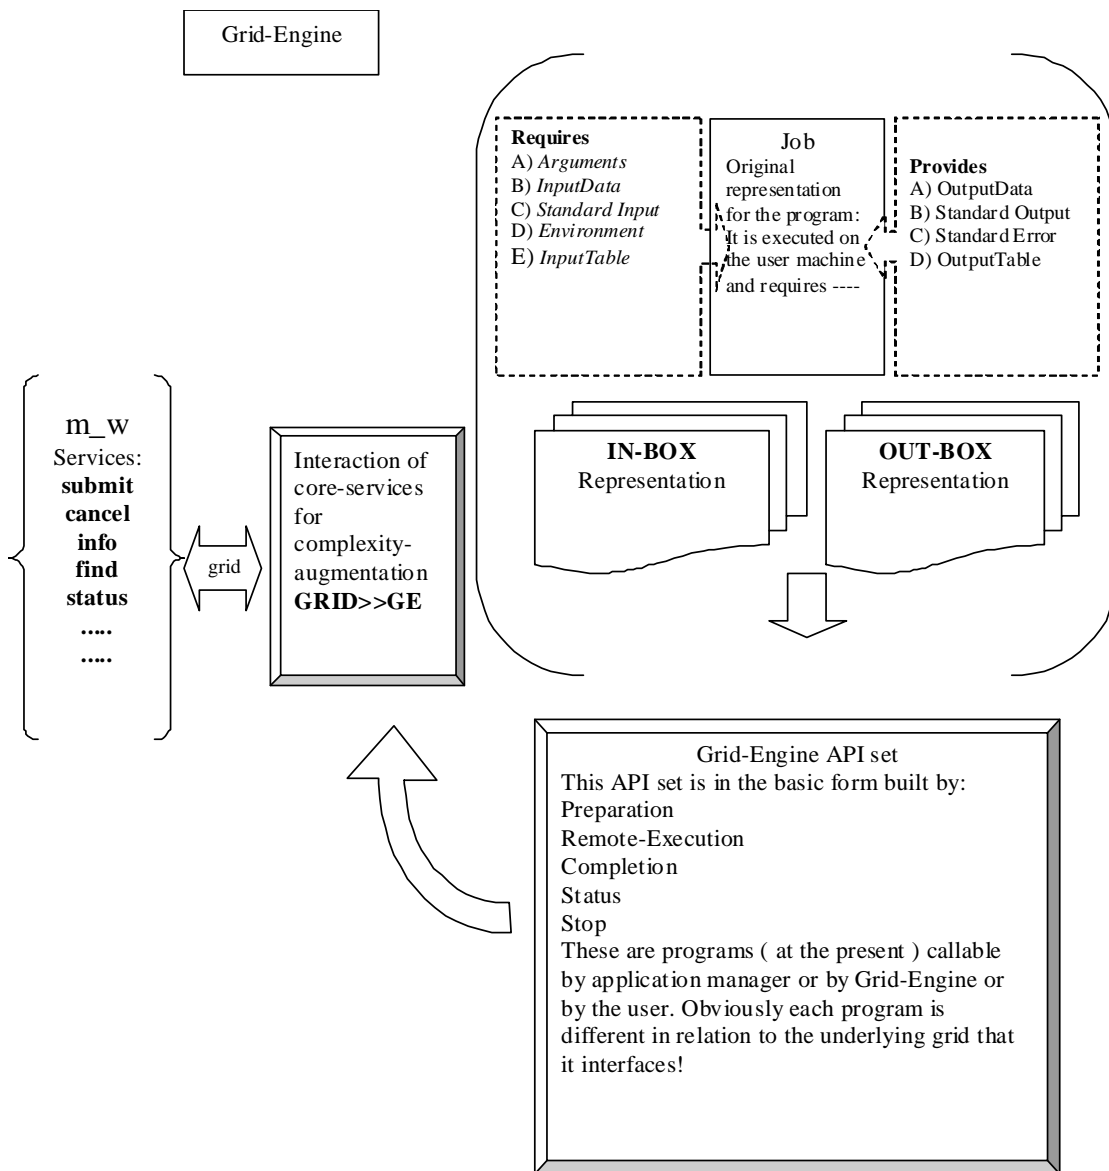 Grid-Engine
Requires
A) Arguments
B) InputData
C) Standard Input
D) Environment
E) InputTable
Job
Original
representation
for the program:
It is executed on
the user machine
and requires ----
Provides
A) OutputData
B) Standard Output
C) Standard Error
D) OutputTable
m_w
Services:
submit
cancel
info
find
status
.....
.....
grid
Interaction of
core-services
for
complexity-
augmentation
GRID>>GE
IN-BOX
Representation
OUT-BOX
Representation
Grid-Engine API set
This API set is in the basic form built by:
Preparation
Remote-Execution
Completion
Status
Stop
These are programs ( at the present ) callable
by application manager or by Grid-Engine or
by the user. Obviously each program is
different in relation to the underlying grid that
it interfaces!